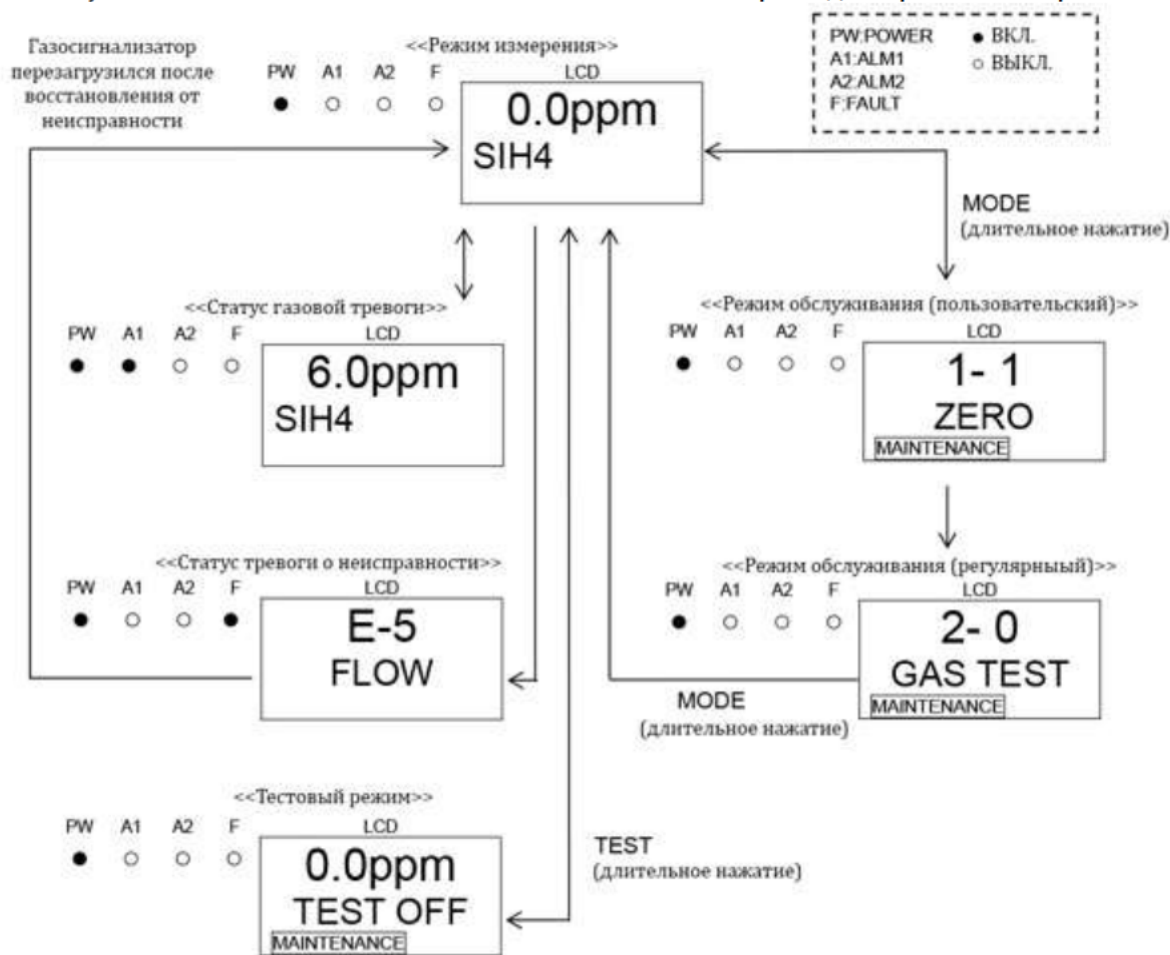 Газосигнализатор
перезагрузился после
восстановления от
неисправности
<<Режим измерения>>
PW A1 A2 F LCD
0.0ppm
SIH4
PW:POWER ● ВКЛ.
A1:ALM1 ○ ВЫКЛ.
A2:ALM2
F:FAULT
MODE
(длительное нажатие)
<<Статус газовой тревоги>>
PW A1 A2 F LCD
6.0ppm
SIH4
<<Режим обслуживания (пользовательский)>>
PW A1 A2 F LCD
1- 1
ZERO
MAINTENANCE
<<Статус тревоги о неисправности>>
PW A1 A2 F LCD
E-5
FLOW
<<Режим обслуживания (регулярныый)>>
PW A1 A2 F LCD
2- 0
GAS TEST
MAINTENANCE
MODE
(длительное нажатие)
<<Тестовый режим>>
PW A1 A2 F LCD
0.0ppm
TEST OFF
MAINTENANCE
TEST
(длительное нажатие)